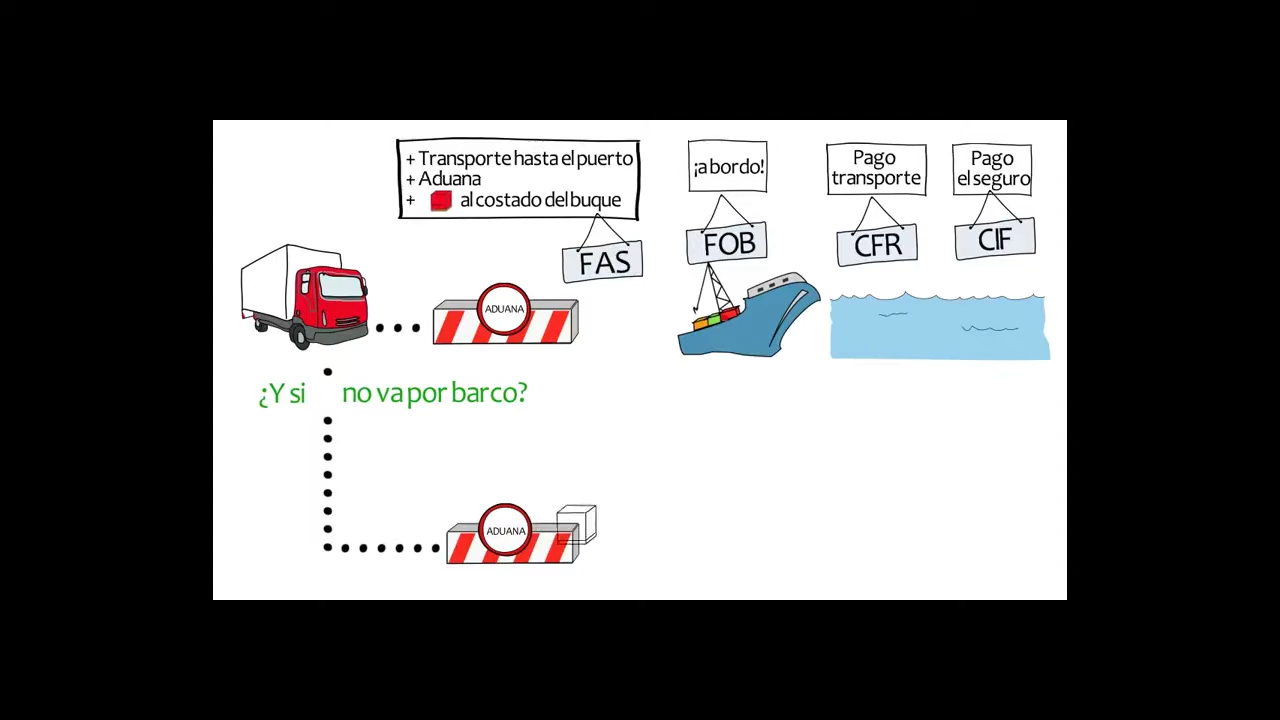 + Transporte hasta el puerto
+ Aduana
+ al costado del buque
FAS
¡a bordo!
FOB
Pago
transporte
CFR
Pago
el seguro
CIF
ADUANA
¿Y si no va por barco?
ADUANA